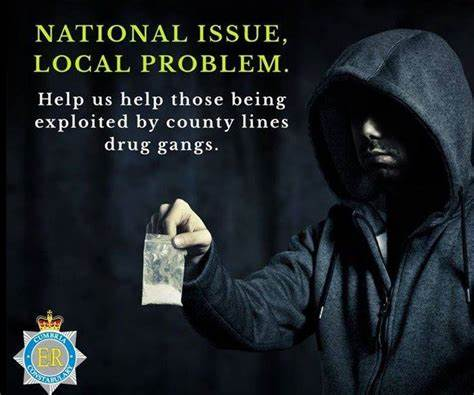 NATIONAL ISSUE,
LOCAL PROBLEM.
Help us help those being
exploited by county lines
drug gangs.
CUMBRIA
ER
CONSTABULARY